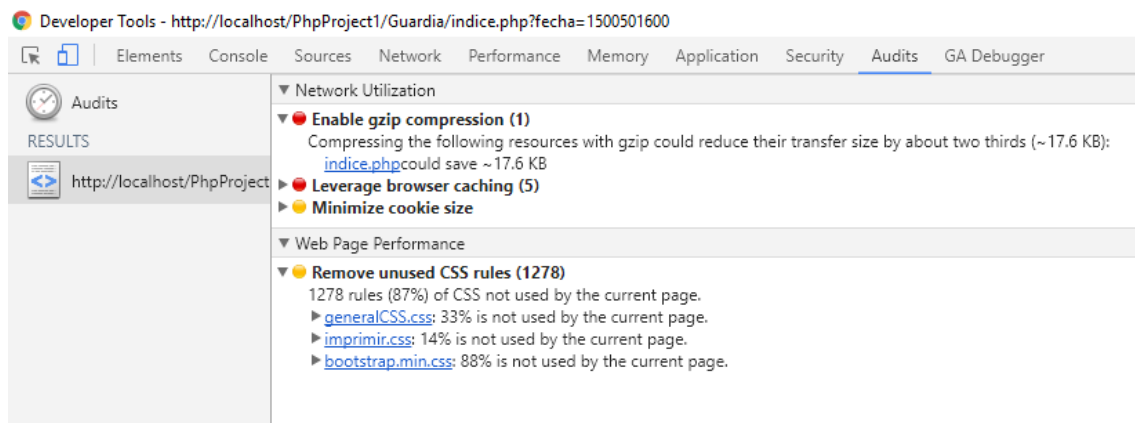 Developer Tools - http://localhost/PhpProject1/Guardia/indice.php?fecha=1500501600
Elements Console Sources Network Performance Memory Application Security Audits GA Debugger
Audits
RESULTS
http://localhost/PhpProject
Network Utilization
Enable gzip compression (1)
Compressing the following resources with gzip could reduce their transfer size by about two thirds (~17.6 KB):
indice.phpcould save ~17.6 KB
Leverage browser caching (5)
Minimize cookie size
Web Page Performance
Remove unused CSS rules (1278)
1278 rules (87%) of CSS not used by the current page.
generalCSS.css: 33% is not used by the current page.
imprimir.css: 14% is not used by the current page.
bootstrap.min.css: 88% is not used by the current page.